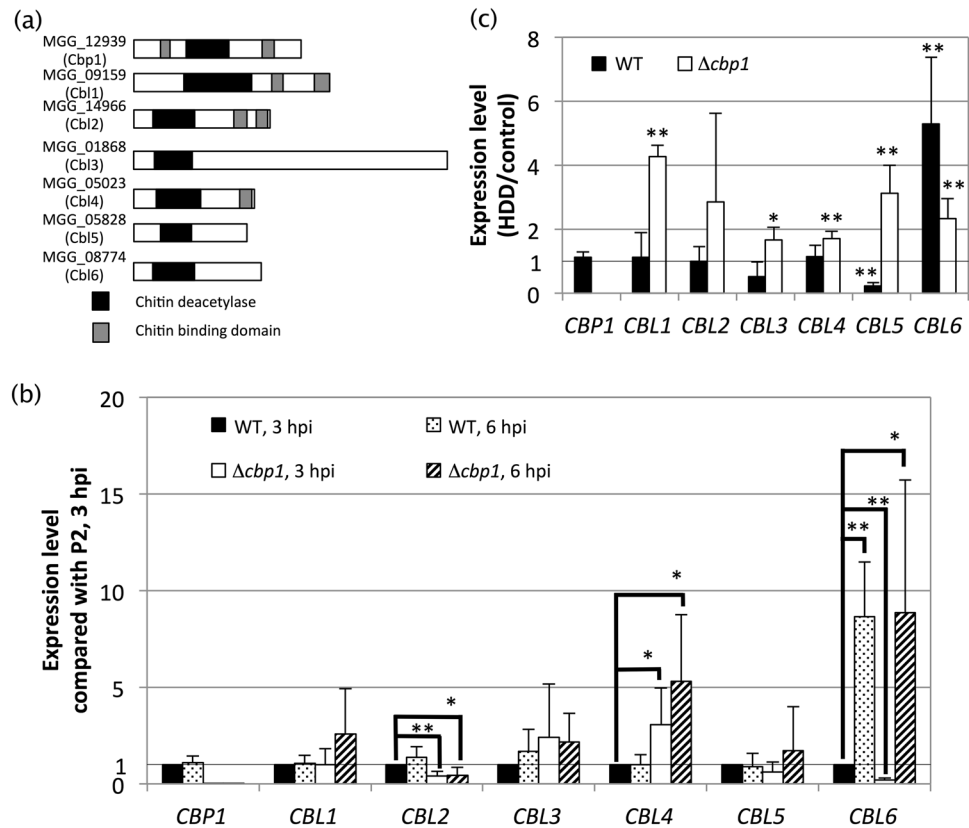 (a)
MGG_12939
(Cbp1)
MGG_09159
(Cbl1)
MGG_14966
(Cbl2)
MGG_01868
(Cbl3)
MGG_05023
(Cbl4)
MGG_05828
(Cbl5)
MGG_08774
(Cbl6)
Chitin deacetylase
Chitin binding domain
(c)
Expression level
(HDD/control)
8
6
4
2
1
0
WT
Δcbp1
**
*
**
**
**
**
**
CBP1 CBL1 CBL2 CBL3 CBL4 CBL5 CBL6
(b)
Expression level
compared with P2, 3 hpi
20
15
10
5
1
0
WT, 3 hpi
WT, 6 hpi
Δcbp1, 3 hpi
Δcbp1, 6 hpi
*
**
*
*
*
**
**
CBP1 CBL1 CBL2 CBL3 CBL4 CBL5 CBL6